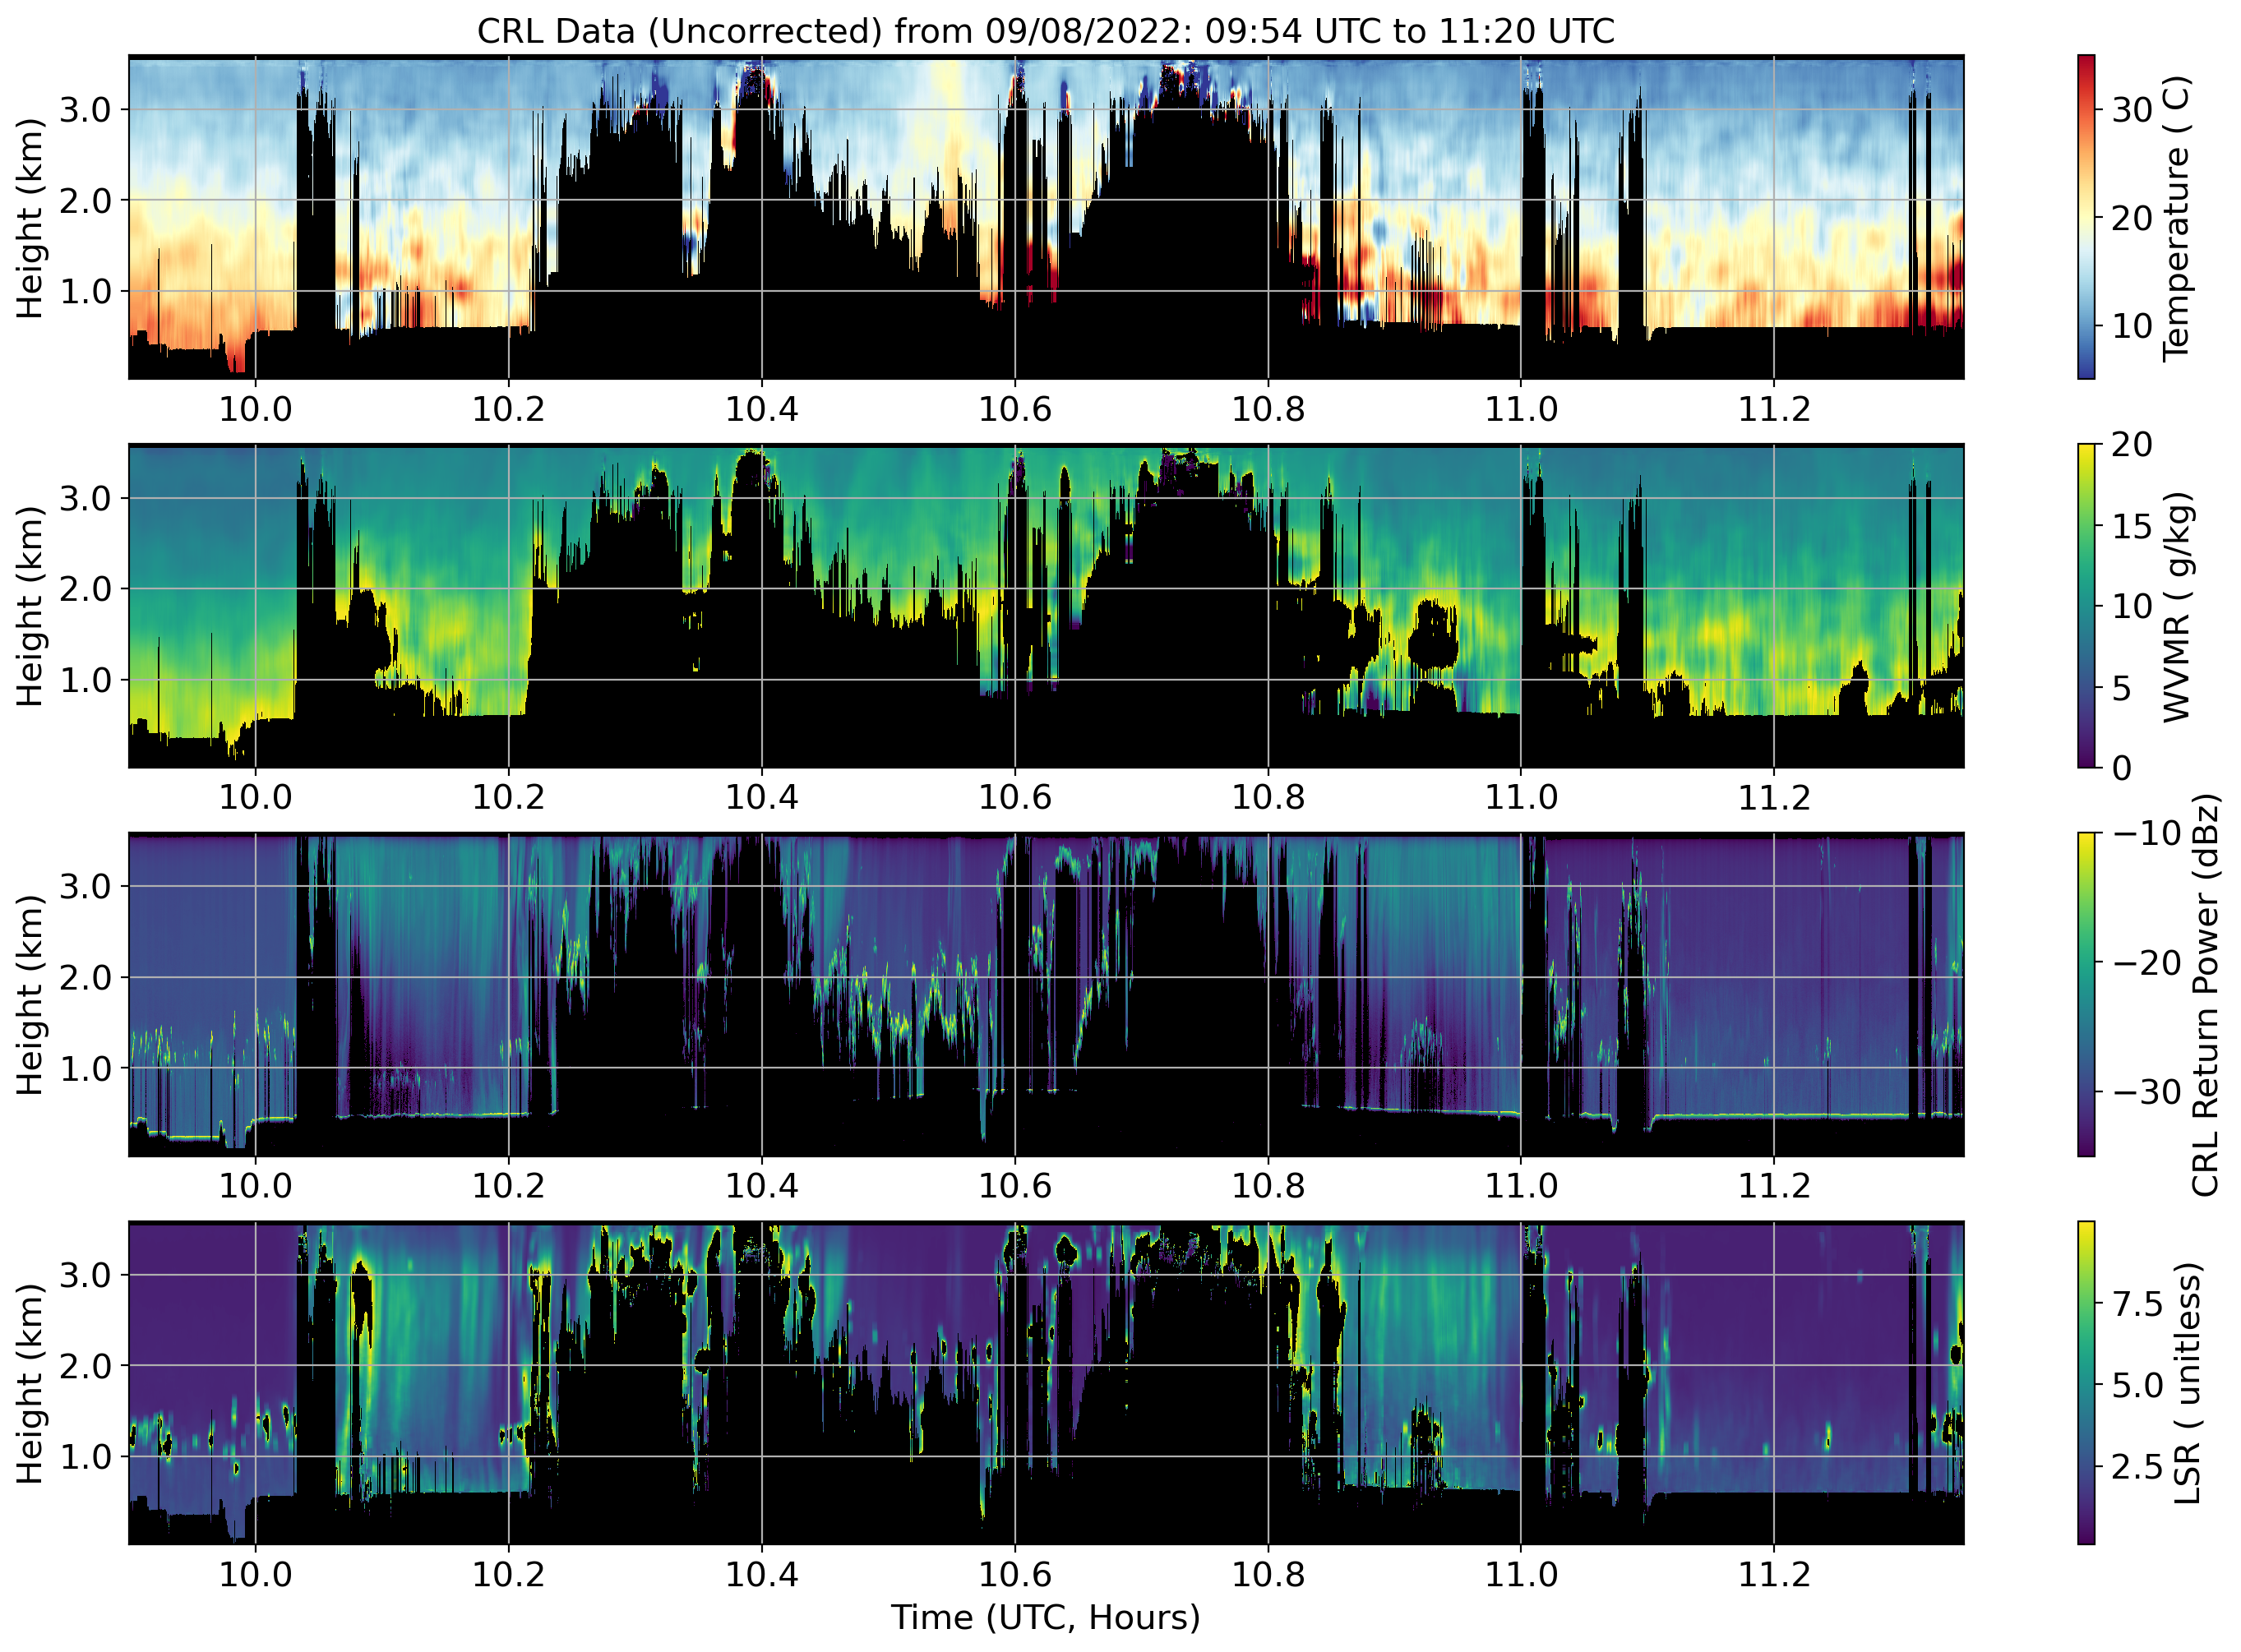 CRL Data (Uncorrected) from 09/08/2022: 09:54 UTC to 11:20 UTC
Height (km)
3.0
2.0
1.0
10.0 10.2 10.4 10.6 10.8 11.0 11.2
30
20
10
Temperature ( C)
Height (km)
3.0
2.0
1.0
10.0 10.2 10.4 10.6 10.8 11.0 11.2
20
15
10
5
0
WVMR ( g/kg)
Height (km)
3.0
2.0
1.0
10.0 10.2 10.4 10.6 10.8 11.0 11.2
−10
−20
−30
CRL Return Power (dBz)
Height (km)
3.0
2.0
1.0
10.0 10.2 10.4 10.6 10.8 11.0 11.2
7.5
5.0
2.5
LSR ( unitless)
Time (UTC, Hours)